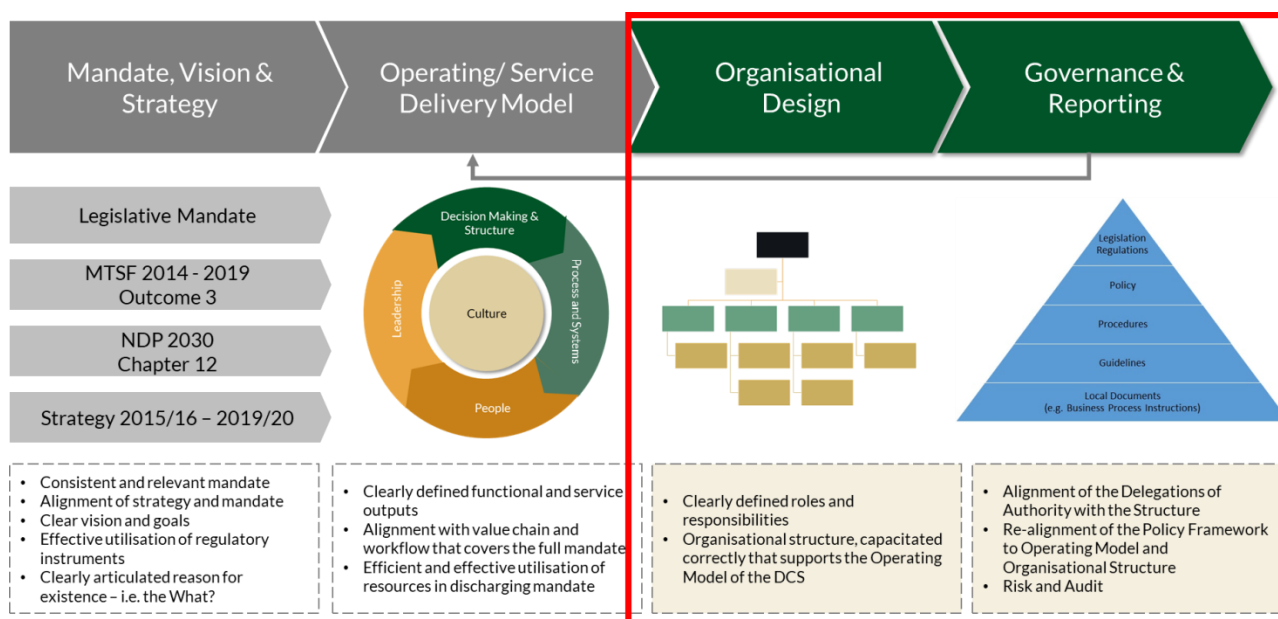 Mandate, Vision &
Strategy
Operating/ Service
Delivery Model
Organisational
Design
Governance &
Reporting
Legislative Mandate
MTSF 2014 - 2019
Outcome 3
NDP 2030
Chapter 12
Strategy 2015/16 – 2019/20
Decision Making &
Structure
Process and Systems
People
Leadership
Culture
Legislation
Regulations
Policy
Procedures
Guidelines
Local Documents
(e.g. Business Process Instructions)
• Consistent and relevant mandate
• Alignment of strategy and mandate
• Clear vision and goals
• Effective utilisation of regulatory
instruments
• Clearly articulated reason for
existence – i.e. the What?
• Clearly defined functional and service
outputs
• Alignment with value chain and
workflow that covers the full mandate
• Efficient and effective utilisation of
resources in discharging mandate
• Clearly defined roles and
responsibilities
• Organisational structure, capacitated
correctly that supports the Operating
Model of the DCS
• Alignment of the Delegations of
Authority with the Structure
• Re-alignment of the Policy Framework
to Operating Model and
Organisational Structure
• Risk and Audit